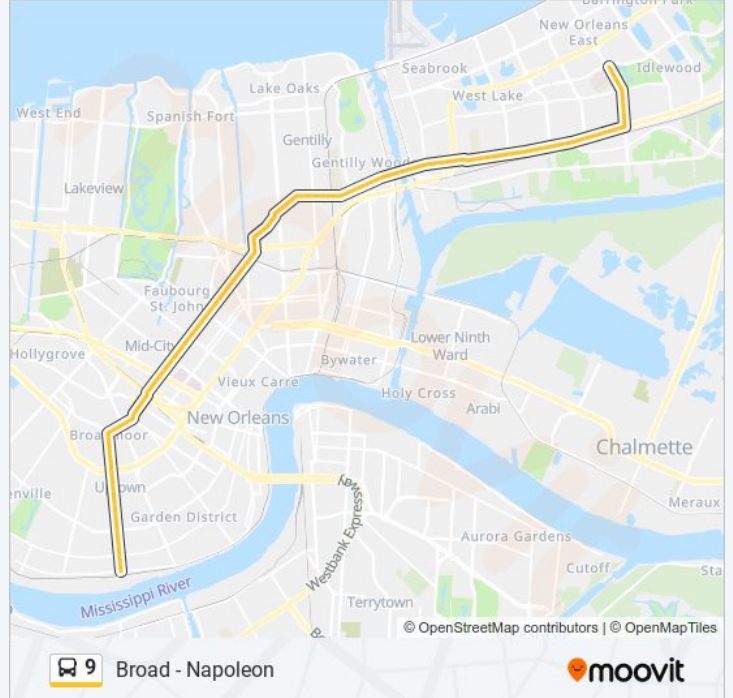 Barrington Park
New Orleans
East
Seabrook
Idlewood
Lake Oaks
West Lake
West End
Spanish Fort
Gentilly
Gentilly Woods
Lakeview
Faubourg
St. John
Lower Ninth
Ward
Mid-City
Hollygrove
Bywater
Vieux Carre
Holy Cross
Arabi
New Orleans
Broadmoor
Chalmette
Uptown
Meraux
Garden District
Westbank Expressway
Aurora Gardens
Cutoff
Mississippi River
Terrytown
© OpenStreetMap contributors | © OpenMapTiles
9 Broad - Napoleon
moovit